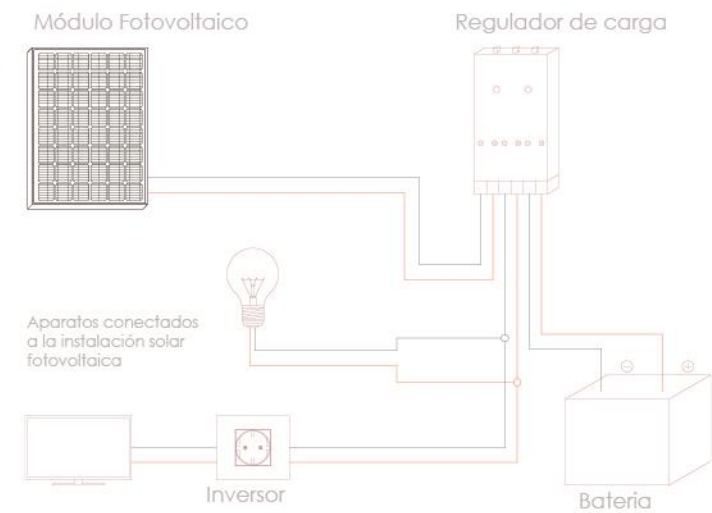 Módulo Fotovoltaico
Regulador de carga
Aparatos conectados
a la instalación solar
fotovoltaica
Inversor
Bateria